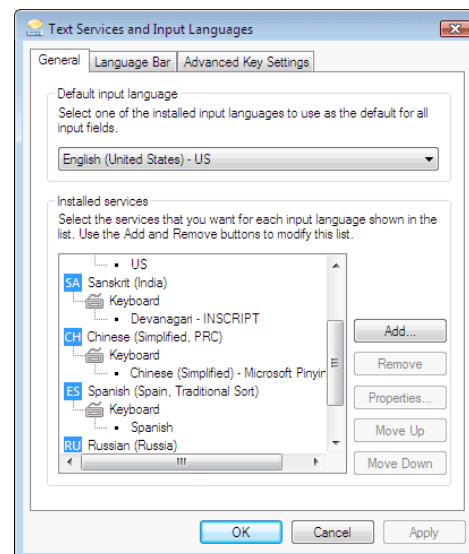 Text Services and Input Languages
General
Language Bar
Advanced Key Settings
Default input language
Select one of the installed input languages to use as the default for all
input fields.
English (United States) - US
Installed services
Select the services that you want for each input language shown in the
list. Use the Add and Remove buttons to modify this list.
US
SA Sanskrit (India)
Keyboard
Devanagari - INSCRIPT
CH Chinese (Simplified, PRC)
Keyboard
Chinese (Simplified) - Microsoft Pinyin
ES Spanish (Spain, Traditional Sort)
Keyboard
Spanish
RU Russian (Russia)
Add...
Remove
Properties...
Move Up
Move Down
OK
Cancel
Apply